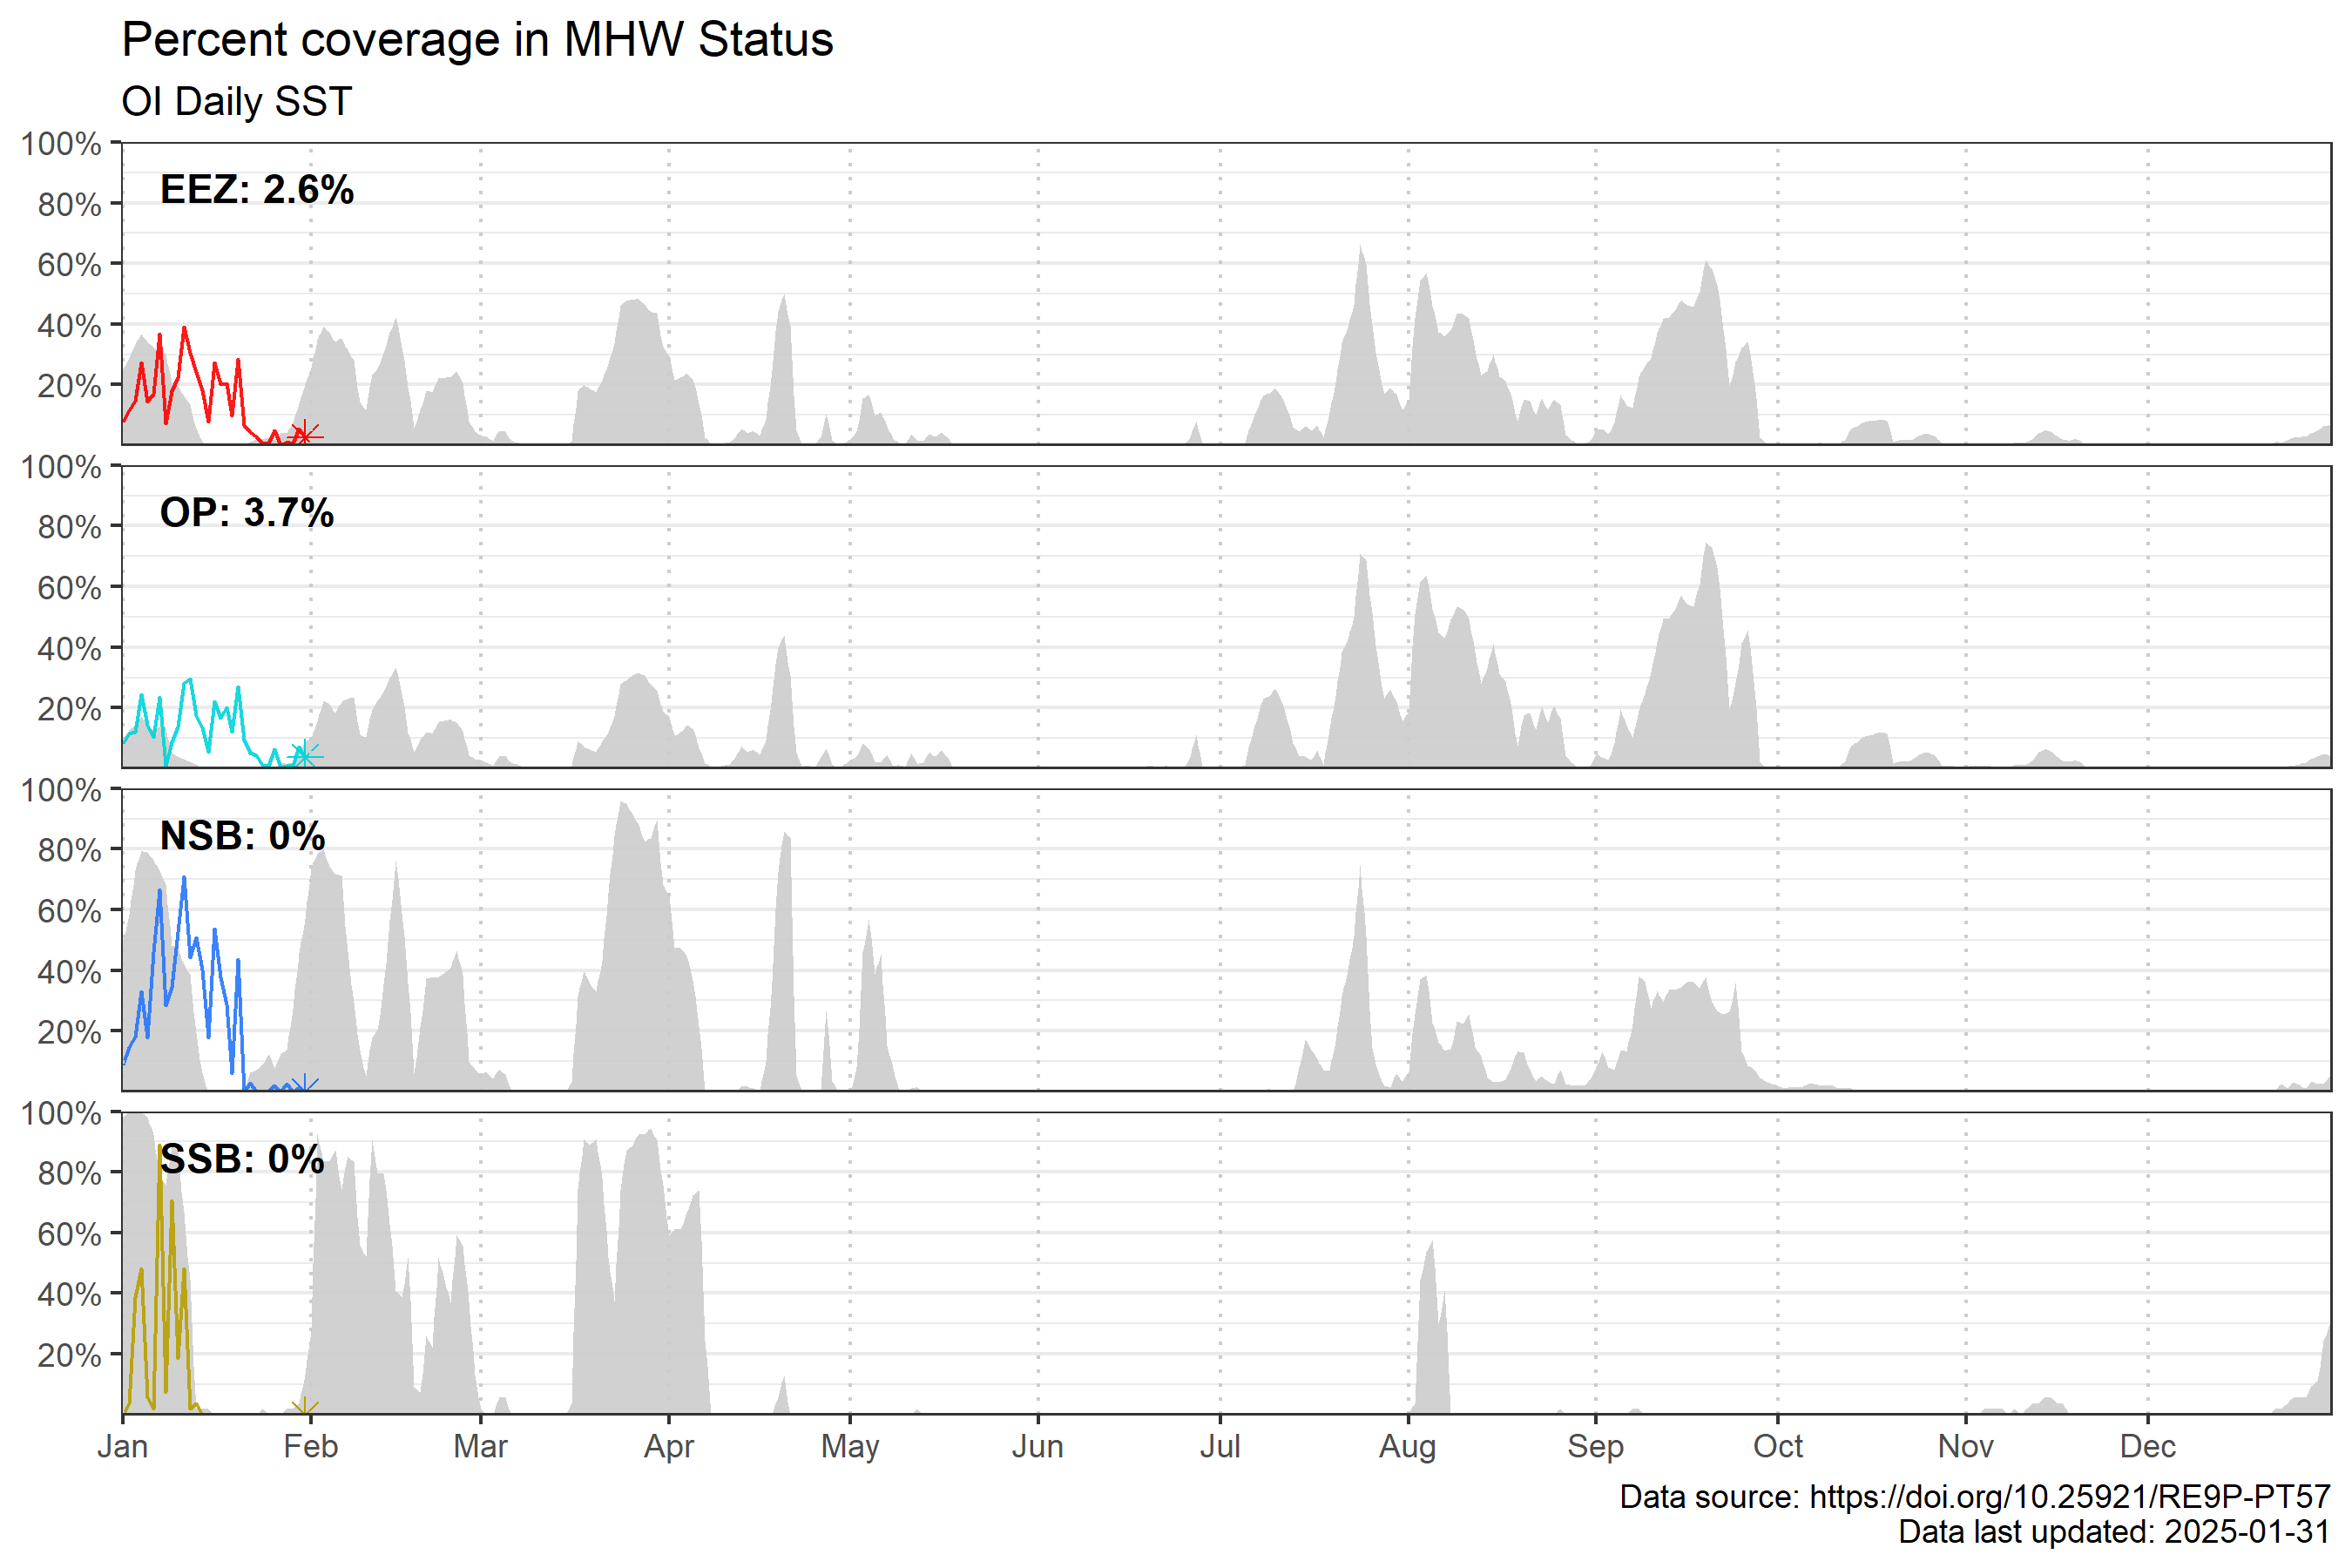 Percent coverage in MHW Status
OI Daily SST
100%
80%
60%
40%
20%
EEZ: 2.6%
100%
80%
60%
40%
20%
OP: 3.7%
100%
80%
60%
40%
20%
NSB: 0%
100%
80%
60%
40%
20%
SSB: 0%
Jan Feb Mar Apr May Jun Jul Aug Sep Oct Nov Dec
Data source: https://doi.org/10.25921/RE9P-PT57
Data last updated: 2025-01-31